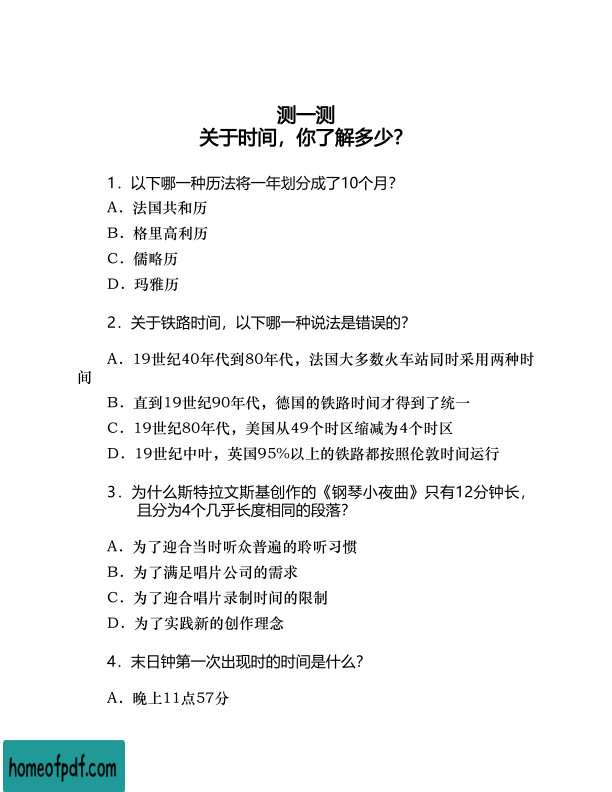 测一测
关于时间，你了解多少？
1．以下哪一种历法将一年划分成了10个月？
A．法国共和历
B．格里高利历
C．儒略历
D．玛雅历
2．关于铁路时间，以下哪一种说法是错误的？
A．19世纪40年代到80年代，法国大多数火车站同时采用两种时
间
B．直到19世纪90年代，德国的铁路时间才得到了统一
C．19世纪80年代，美国从49个时区缩减为4个时区
D．19世纪中叶，英国95%以上的铁路都按照伦敦时间运行
3．为什么斯特拉文斯基创作的《钢琴小夜曲》只有12分钟长，
且分为4个几乎长度相同的段落？
A．为了迎合当时听众普遍的聆听习惯
B．为了满足唱片公司的需求
C．为了迎合唱片录制时间的限制
D．为了实践新的创作理念
4．末日钟第一次出现时的时间是什么？
A．晚上11点57分
homeofpdf.com